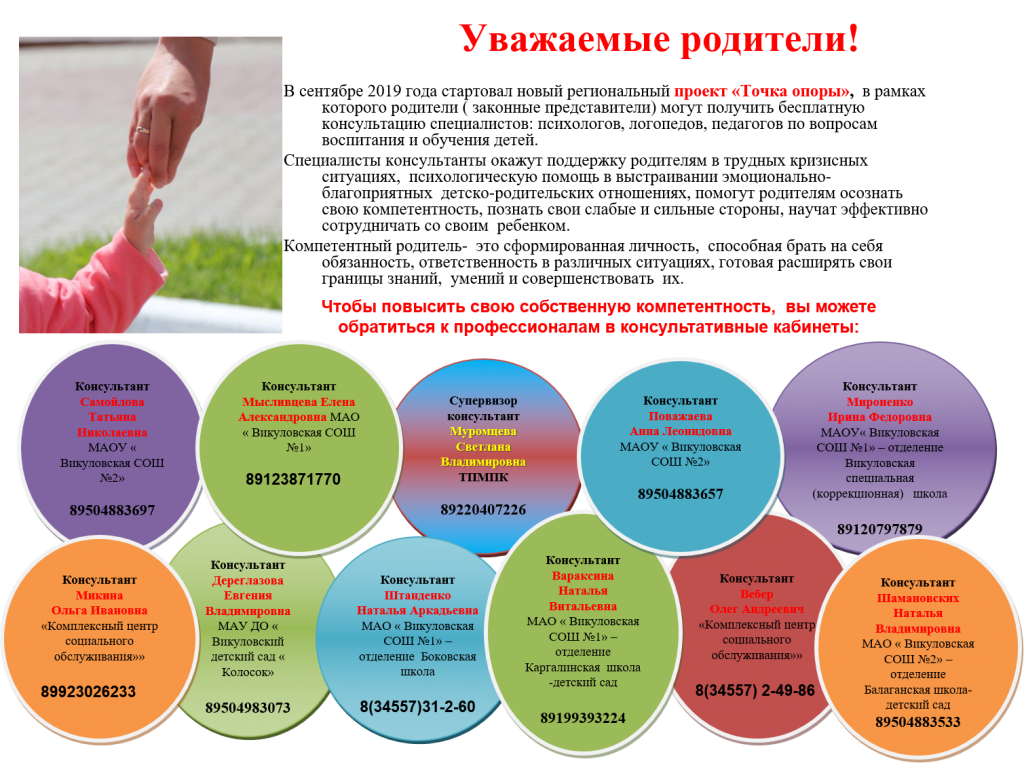 Уважаемые родители!
В сентябре 2019 года стартовал новый региональный проект «Точка опоры», в рамках
которого родители ( законные представители) могут получить бесплатную
консультацию специалистов: психологов, логопедов, педагогов по вопросам
воспитания и обучения детей.
Специалисты консультанты окажут поддержку родителям в трудных кризисных
ситуациях, психологическую помощь в выстраивании эмоционально-
благоприятных детско-родительских отношениях, помогут родителям осознать
свою компетентность, познать свои слабые и сильные стороны, научат эффективно
сотрудничать со своим ребенком.
Компетентный родитель- это сформированная личность, способная брать на себя
обязанность, ответственность в различных ситуациях, готовая расширять свои
границы знаний, умений и совершенствовать их.
Чтобы повысить свою собственную компетентность, вы можете
обратиться к профессионалам в консультативные кабинеты:
Консультант
Самойлова
Татьяна
Николаевна
МАОУ «
Викуловская СОШ
№2»
89504883697
Консультант
Мысливцева Елена
Александровна МАО
« Викуловская СОШ
№1»
89123871770
Супервизор
консультант
Муромцева
Светлана
Владимировна
ТПМПК
89220407226
Консультант
Поважаева
Анна Леонидовна
МАОУ « Викуловская
СОШ №2»
89504883657
Консультант
Мироненко
Ирина Федоровна
МАОУ« Викуловская
СОШ №1» – отделение
Викуловская
специальная
(коррекционная) школа
89120797879
Консультант
Микина
Ольга Ивановна
«Комплексный центр
социального
обслуживания»»
89923026233
Консультант
Дереглазова
Евгения
Владимировна
МАУ ДО «
Викуловский
детский сад «
Колосок»
89504983073
Консультант
Штанденко
Наталья Аркадьевна
МАО « Викуловская
СОШ №1» –
отделение Боковская
школа
8(34557)31-2-60
Консультант
Вараксина
Наталья
Витальевна
МАО « Викуловская
СОШ №1» –
отделение
Каргалинская школа
-детский сад
89199393224
Консультант
Вебер
Олег Андреевич
«Комплексный центр
социального
обслуживания»»
8(34557) 2-49-86
Консультант
Шамановских
Наталья
Владимировна
МАО « Викуловская
СОШ №2» –
отделение
Балаганская школа-
детский сад
89504883533